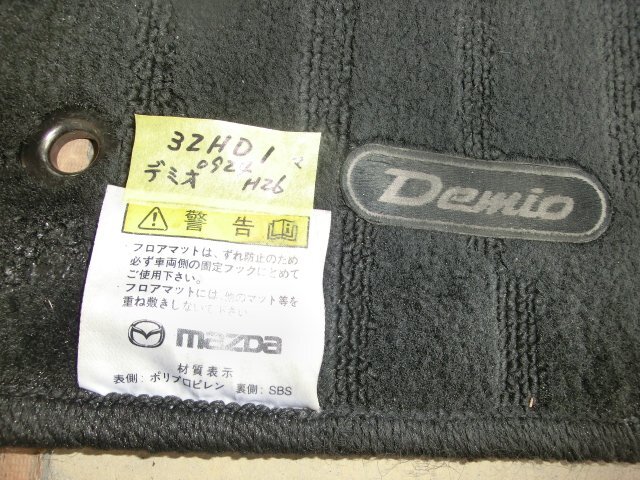 32HD1
デミオ 0922
H26
Demio
警告
・フロアマットは、ずれ防止のため
必ず車両側の固定フックにとめて
ご使用下さい。
・フロアマットには、他のマット等を
重ね敷きしないで下さい
mazda
材質表示
表側:ポリプロピレン 裏側:SBS